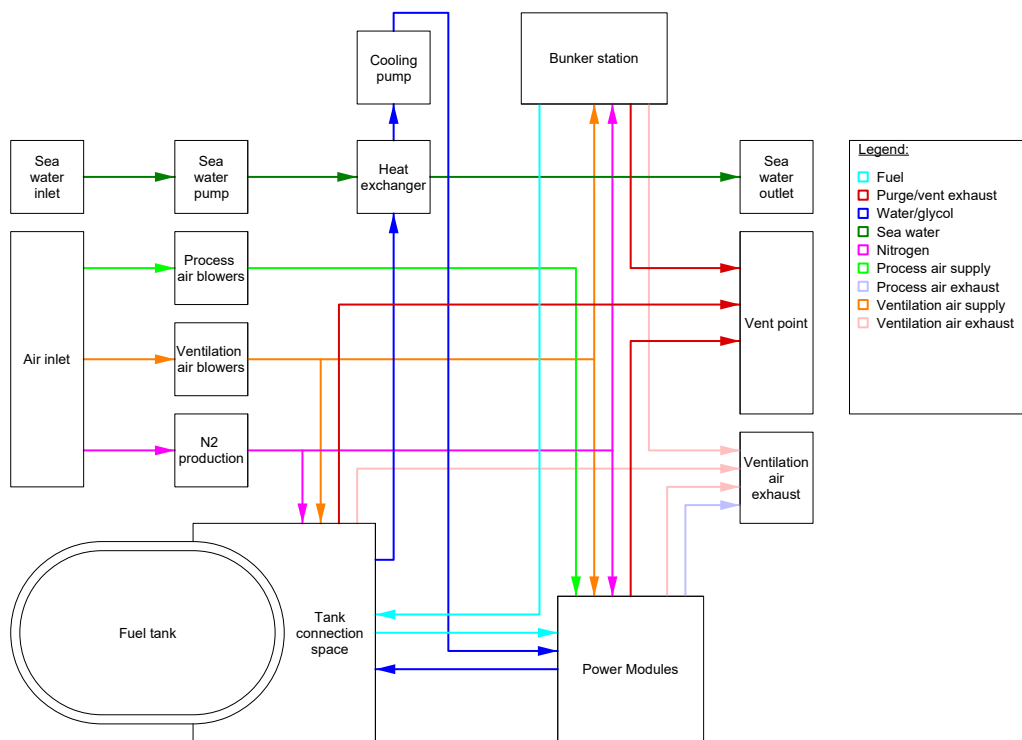 Cooling
pump
Bunker station
Sea
water
inlet
Sea
water
pump
Heat
exchanger
Sea
water
outlet
Legend:
Fuel
Purge/vent exhaust
Water/glycol
Sea water
Nitrogen
Process air supply
Process air exhaust
Ventilation air supply
Ventilation air exhaust
Air inlet
Process
air blowers
Ventilation
air blowers
N2
production
Vent point
Ventilation
air
exhaust
Fuel tank
Tank
connection
space
Power Modules